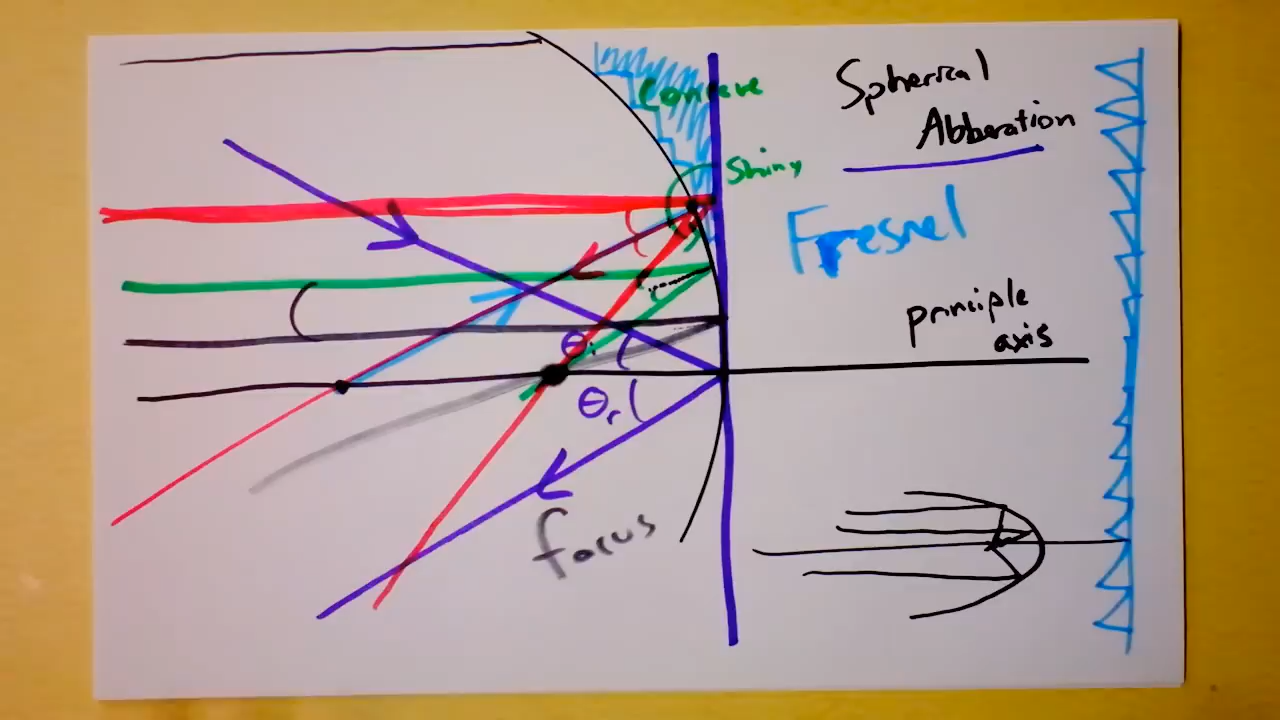 Concave
Shiny
Spherical
Abberation
Fresnel
principle
axis
θi
θr
focus